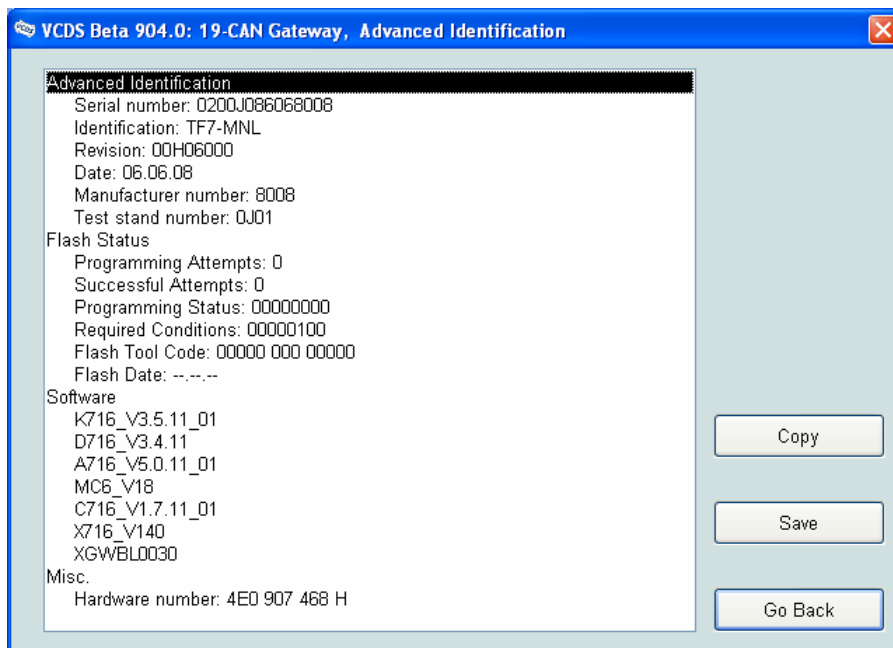 VCDS Beta 904.0: 19-CAN Gateway, Advanced Identification
Advanced Identification
Serial number: 0200J086068008
Identification: TF7-MNL
Revision: 00H06000
Date: 06.06.08
Manufacturer number: 8008
Test stand number: 0J01
Flash Status
Programming Attempts: 0
Successful Attempts: 0
Programming Status: 00000000
Required Conditions: 00000100
Flash Tool Code: 00000 000 00000
Flash Date: --.--.--
Software
K716_V3.5.11_01
D716_V3.4.11
A716_V5.0.11_01
MC6_V18
C716_V1.7.11_01
X716_V140
XGWBL0030
Misc.
Hardware number: 4E0 907 468 H
Copy
Save
Go Back